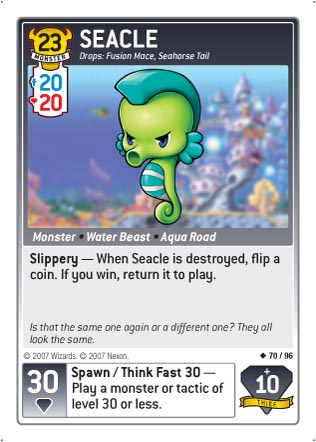 23
MONSTER
SEACLE
Drops: Fusion Mace, Seahorse Tail
20
20
Monster • Water Beast • Aqua Road
Slippery — When Seacle is destroyed, flip a
coin. If you win, return it to play.
Is that the same one again or a different one? They all
look the same.
© 2007 Wizards. © 2007 Nexon.
◆ 70 / 96
30
Spawn / Think Fast 30 —
Play a monster or tactic of
level 30 or less.
+
10
THIEF